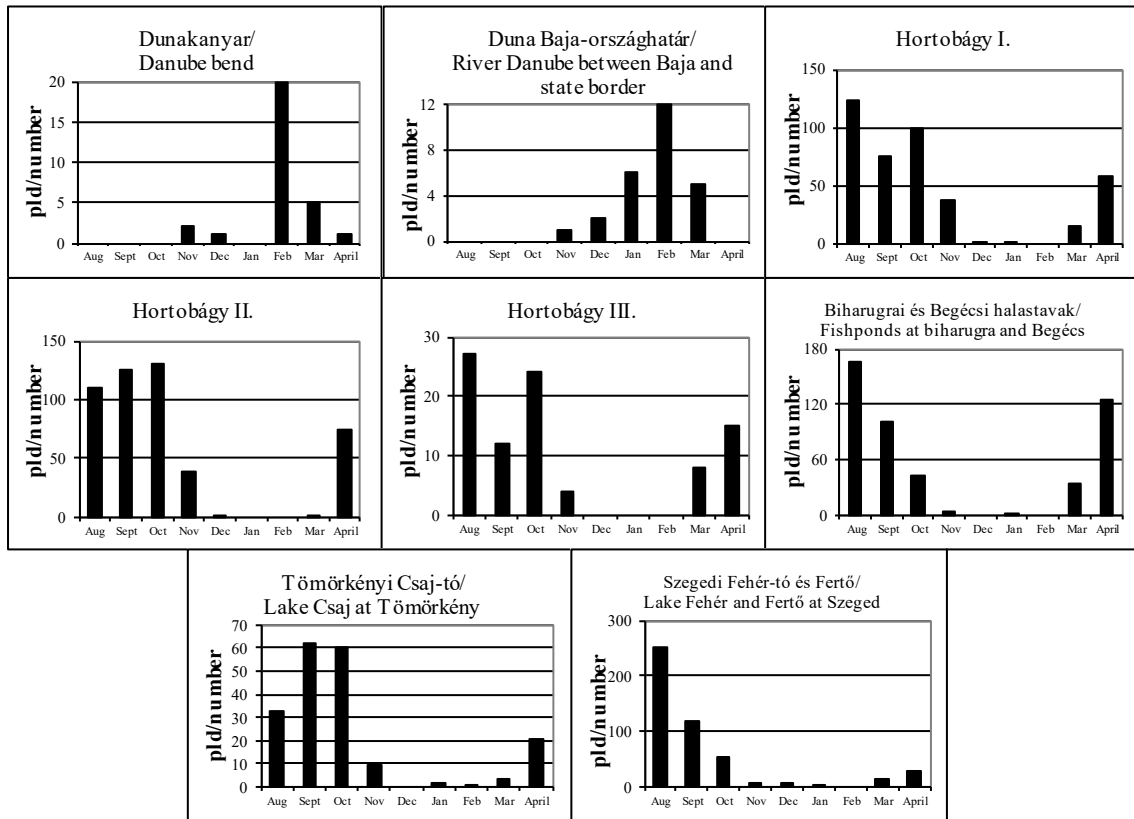 Dunakanyar/
Danube bend
pld/number
20
15
10
5
0
Aug Sept Oct Nov Dec Jan Feb Mar April
Duna Baja-országhatár/
River Danube between Baja and
state border
pld/number
12
8
4
0
Aug Sept Oct Nov Dec Jan Feb Mar April
Hortobágy I.
pld/number
150
100
50
0
Aug Sept Oct Nov Dec Jan Feb Mar April
Hortobágy II.
pld/number
150
100
50
0
Aug Sept Oct Nov Dec Jan Feb Mar April
Hortobágy III.
pld/number
30
20
10
0
Aug Sept Oct Nov Dec Jan Feb Mar April
Biharugrai és Begécsi halastavak/
Fishponds at biharugra and Begécs
pld/number
180
120
60
0
Aug Sept Oct Nov Dec Jan Feb Mar April
Tömörkényi Csaj-tó/
Lake Csaj at Tömörkény
pld/number
70
60
50
40
30
20
10
0
Aug Sept Oct Nov Dec Jan Feb Mar April
Szegedi Fehér-tó és Fertő/
Lake Fehér and Fertő at Szeged
pld/number
300
200
100
0
Aug Sept Oct Nov Dec Jan Feb Mar April